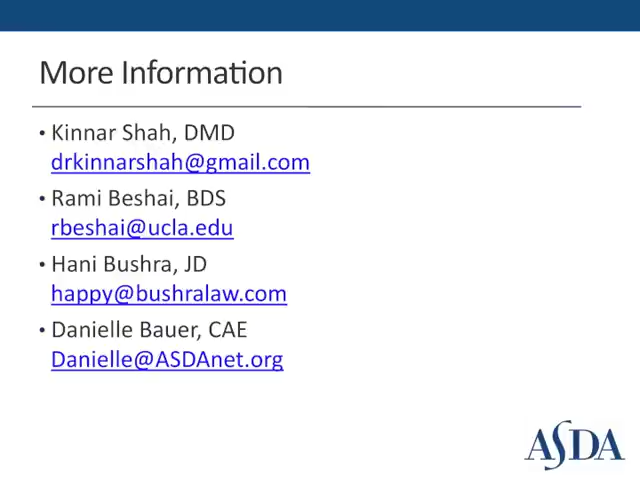 More Information
• Kinnar Shah, DMD
drkinnarshah@gmail.com
• Rami Beshai, BDS
rbeshai@ucla.edu
• Hani Bushra, JD
happy@bushralaw.com
• Danielle Bauer, CAE
Danielle@ASDAnet.org
ASDA